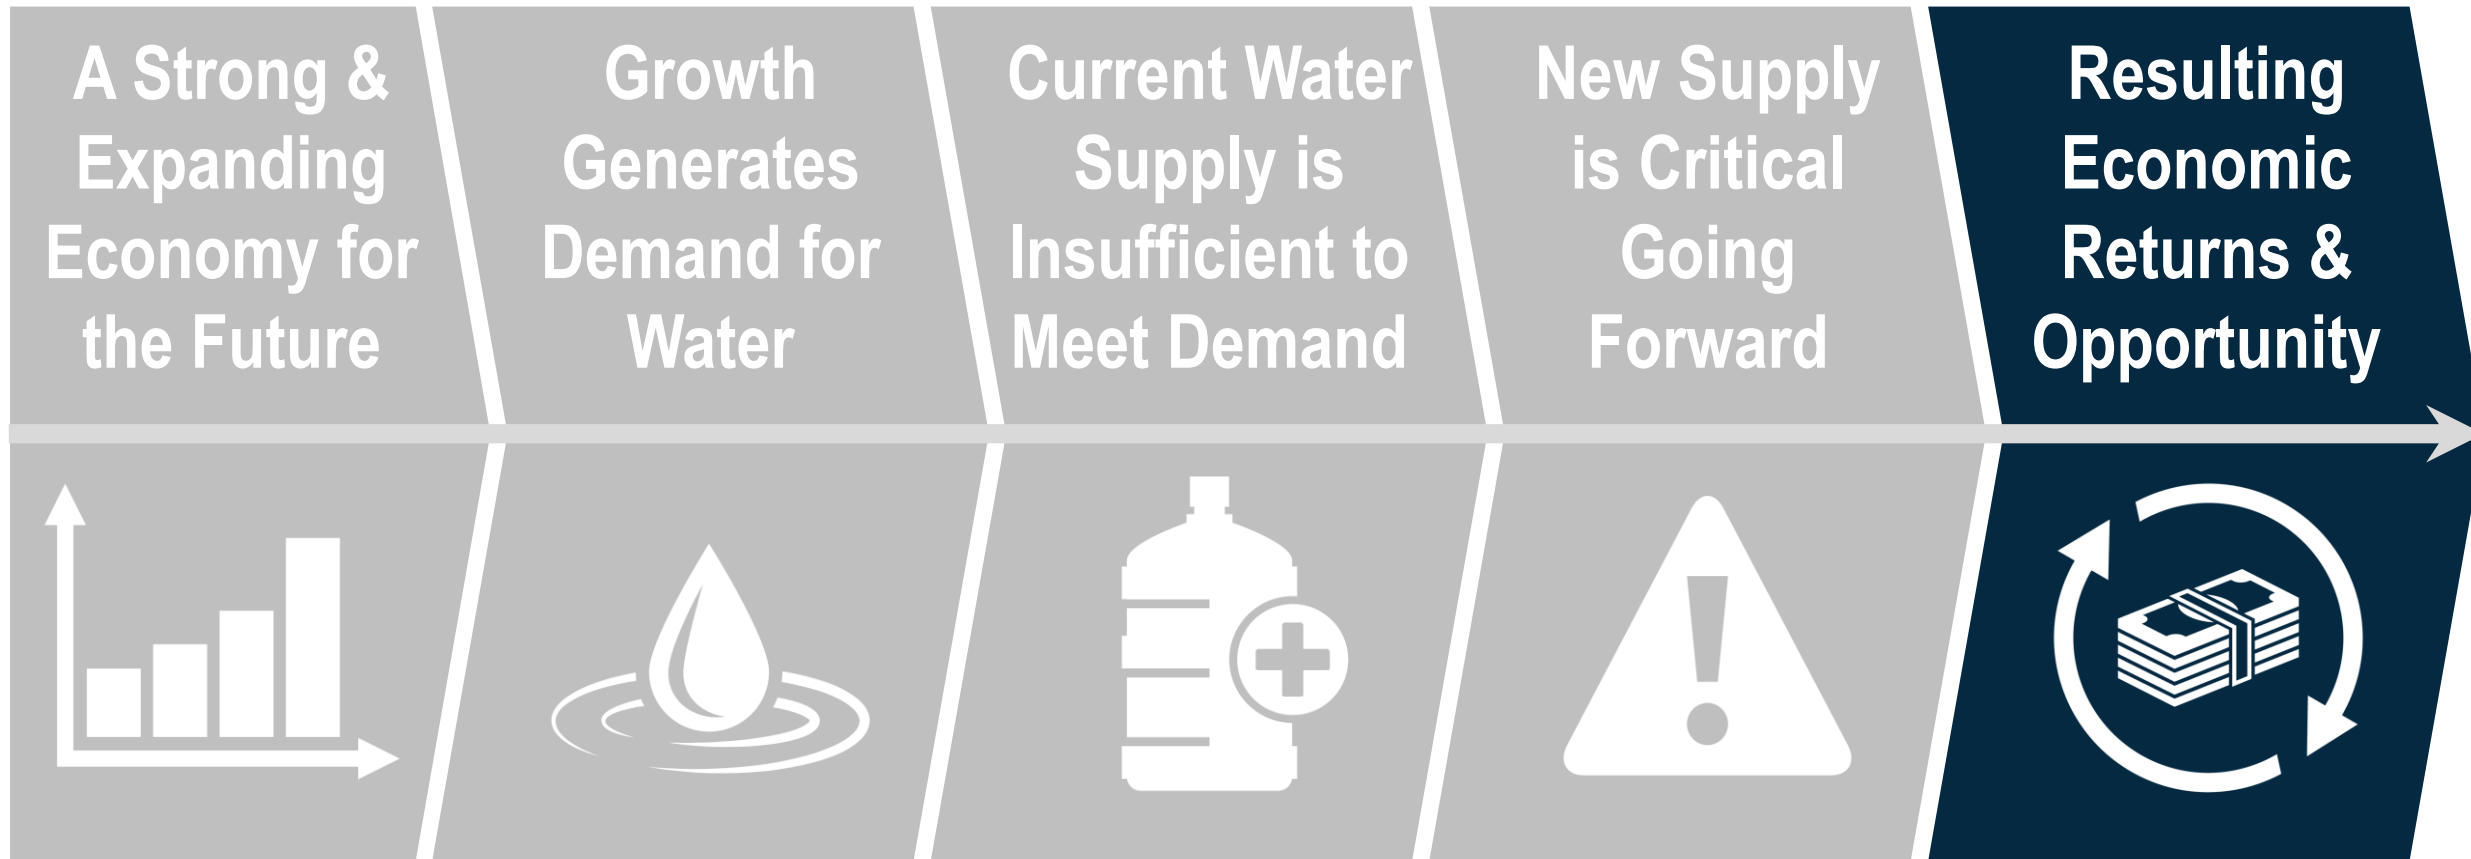 A Strong &
Expanding
Economy for
the Future
Growth
Generates
Demand for
Water
Current Water
Supply is
Insufficient to
Meet Demand
New Supply
is Critical
Going
Forward
Resulting
Economic
Returns &
Opportunity